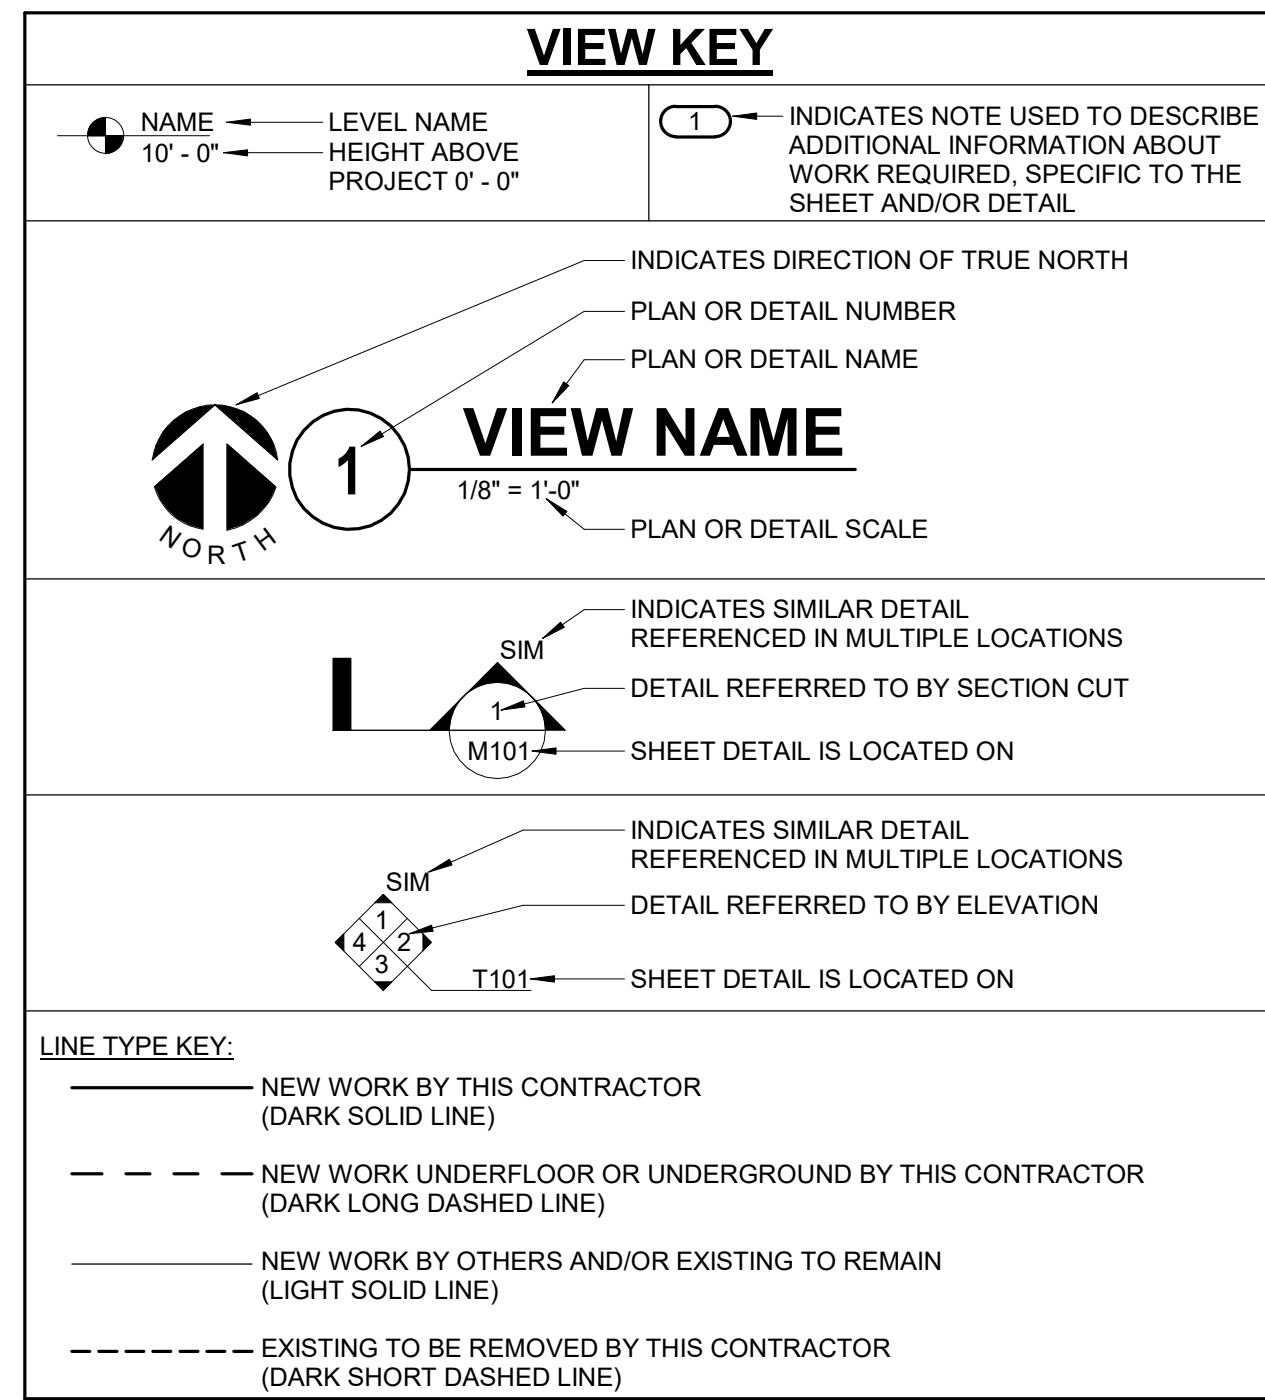 VIEW KEY
NAME
10' - 0"
LEVEL NAME
HEIGHT ABOVE
PROJECT 0' - 0"
1
INDICATES NOTE USED TO DESCRIBE
ADDITIONAL INFORMATION ABOUT
WORK REQUIRED, SPECIFIC TO THE
SHEET AND/OR DETAIL
INDICATES DIRECTION OF TRUE NORTH
PLAN OR DETAIL NUMBER
PLAN OR DETAIL NAME
NORTH
1
VIEW NAME
1/8" = 1'-0"
PLAN OR DETAIL SCALE
SIM
1
M101
INDICATES SIMILAR DETAIL
REFERENCED IN MULTIPLE LOCATIONS
DETAIL REFERRED TO BY SECTION CUT
SHEET DETAIL IS LOCATED ON
SIM
1
4 2
3
T101
INDICATES SIMILAR DETAIL
REFERENCED IN MULTIPLE LOCATIONS
DETAIL REFERRED TO BY ELEVATION
SHEET DETAIL IS LOCATED ON
LINE TYPE KEY:
NEW WORK BY THIS CONTRACTOR
(DARK SOLID LINE)
NEW WORK UNDERFLOOR OR UNDERGROUND BY THIS CONTRACTOR
(DARK LONG DASHED LINE)
NEW WORK BY OTHERS AND/OR EXISTING TO REMAIN
(LIGHT SOLID LINE)
EXISTING TO BE REMOVED BY THIS CONTRACTOR
(DARK SHORT DASHED LINE)